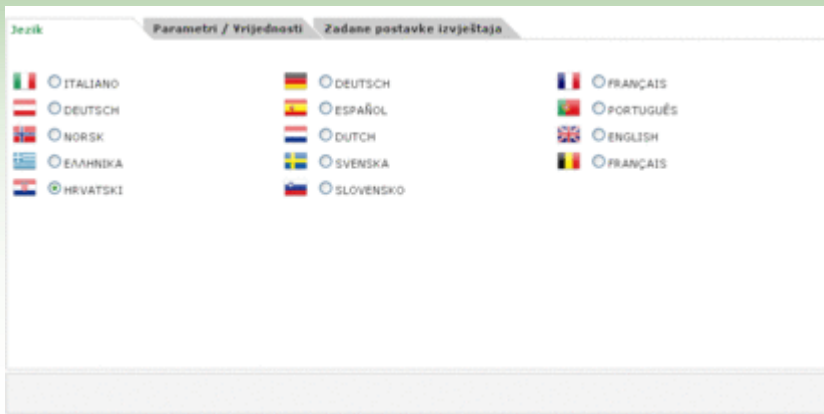 Jezik Parametri / Vrijednosti Zadane postavke izvještaja
ITALIANO DEUTSCH FRANÇAIS
DEUTSCH ESPAÑOL PORTUGUÊS
NORSK DUTCH ENGLISH
ΕΛΛΗΝΙΚΑ SVENSKA FRANÇAIS
HRVATSKI SLOVENSKO